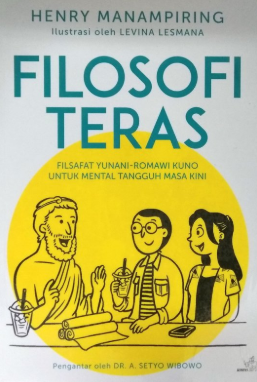 HENRY MANAMPIRING
Ilustrasi oleh LEVINA LESMANA
FILOSOFI
TERAS
FILSAFAT YUNANI-ROMAWI KUNO
UNTUK MENTAL TANGGUH MASA KINI
Pengantar oleh DR. A. SETYO WIBOWO